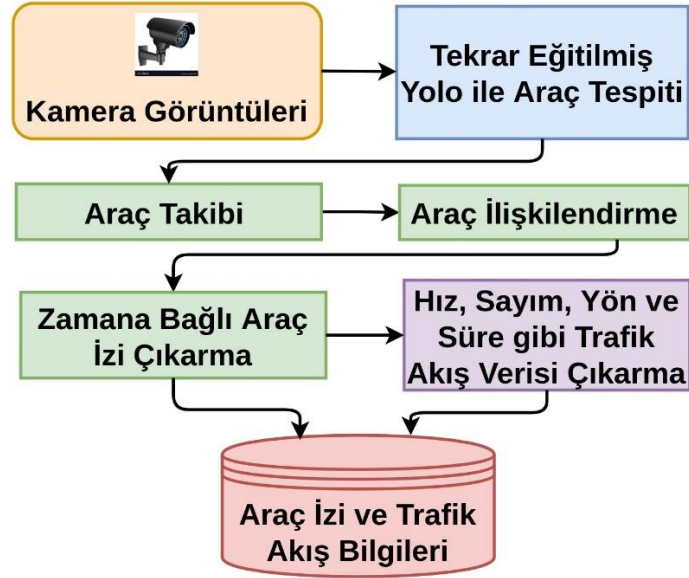 Kamera Görüntüleri
Tekrar Eğitilmiş
Yolo ile Araç Tespiti
Araç Takibi
Araç İlişkilendirme
Zamana Bağlı Araç
İzi Çıkarma
Hız, Sayım, Yön ve
Süre gibi Trafik
Akış Verisi Çıkarma
Araç İzi ve Trafik
Akış Bilgileri